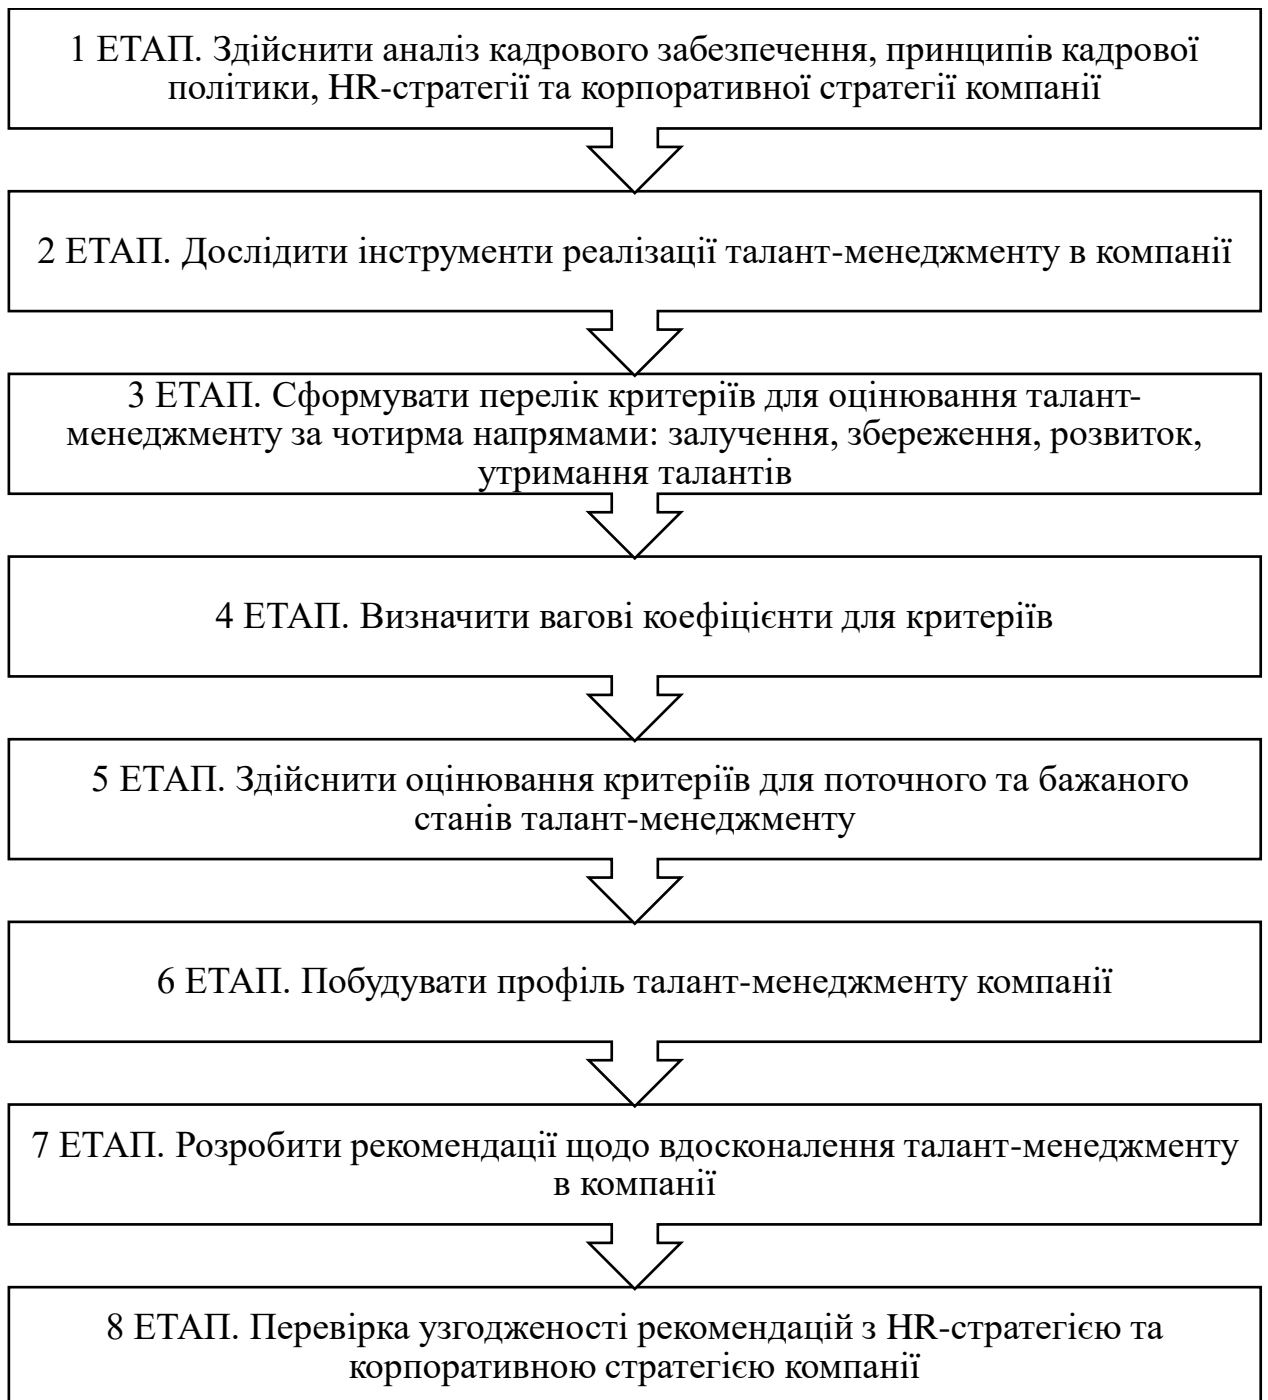 1 ЕТАП. Здійснити аналіз кадрового забезпечення, принципів кадрової
політики, HR-стратегії та корпоративної стратегії компанії
2 ЕТАП. Дослідити інструменти реалізації талант-менеджменту в компанії
3 ЕТАП. Сформувати перелік критеріїв для оцінювання талант-
менеджменту за чотирма напрямами: залучення, збереження, розвиток,
утримання талантів
4 ЕТАП. Визначити вагові коефіцієнти для критеріїв
5 ЕТАП. Здійснити оцінювання критеріїв для поточного та бажаного
станів талант-менеджменту
6 ЕТАП. Побудувати профіль талант-менеджменту компанії
7 ЕТАП. Розробити рекомендації щодо вдосконалення талант-менеджменту
в компанії
8 ЕТАП. Перевірка узгодженості рекомендацій з HR-стратегією та
корпоративною стратегією компанії